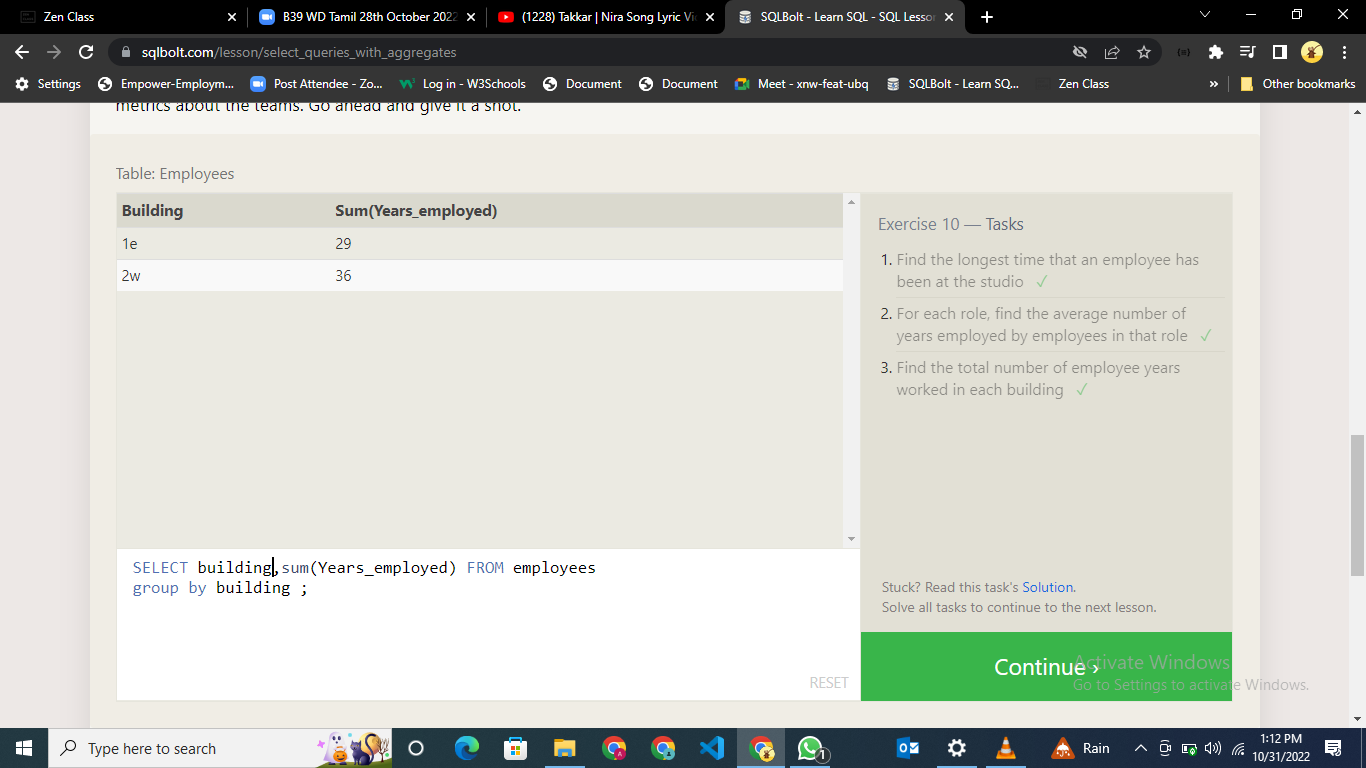 Zen Class
B39 WD Tamil 28th October 2022
(1228) Takkar | Nira Song Lyric Vi
SQLBolt - Learn SQL - SQL Lesson
sqlbolt.com/lesson/select_queries_with_aggregates
Settings
Empower-Employm...
Post Attendee - Zo...
Log in - W3Schools
Document
Document
Meet - xnw-feat-ubq
SQLBolt - Learn SQ...
Zen Class
»
Other bookmarks
metrics about the teams. Go ahead and give it a shot.
Table: Employees
Building Sum(Years_employed)
1e 29
2w 36
Exercise 10 — Tasks
1. Find the longest time that an employee has
been at the studio ✓
2. For each role, find the average number of
years employed by employees in that role ✓
3. Find the total number of employee years
worked in each building ✓
SELECT building,sum(Years_employed) FROM employees
group by building ;
RESET
Stuck? Read this task's Solution.
Solve all tasks to continue to the next lesson.
Continue ›
Activate Windows
Go to Settings to activate Windows.
Type here to search
1
Rain
1:12 PM
10/31/2022